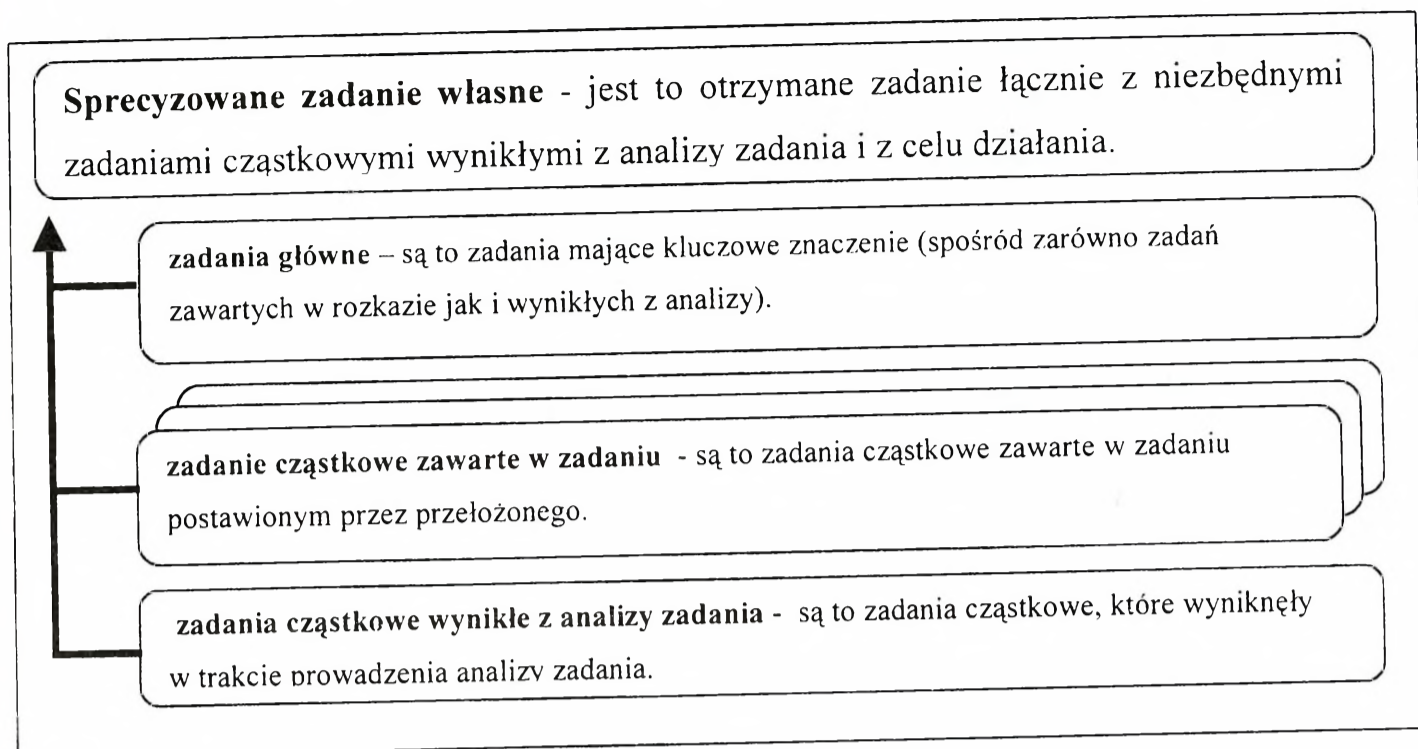 Sprecyzowane zadanie własne - jest to otrzymane zadanie łącznie z niezbędnymi
zadaniami cząstkowymi wynikłymi z analizy zadania i z celu działania.
zadania główne – są to zadania mające kluczowe znaczenie (spośród zarówno zadań
zawartych w rozkazie jak i wynikłych z analizy).
zadanie cząstkowe zawarte w zadaniu - są to zadania cząstkowe zawarte w zadaniu
postawionym przez przełożonego.
zadania cząstkowe wynikłe z analizy zadania - są to zadania cząstkowe, które wyniknęły
w trakcie prowadzenia analizy zadania.